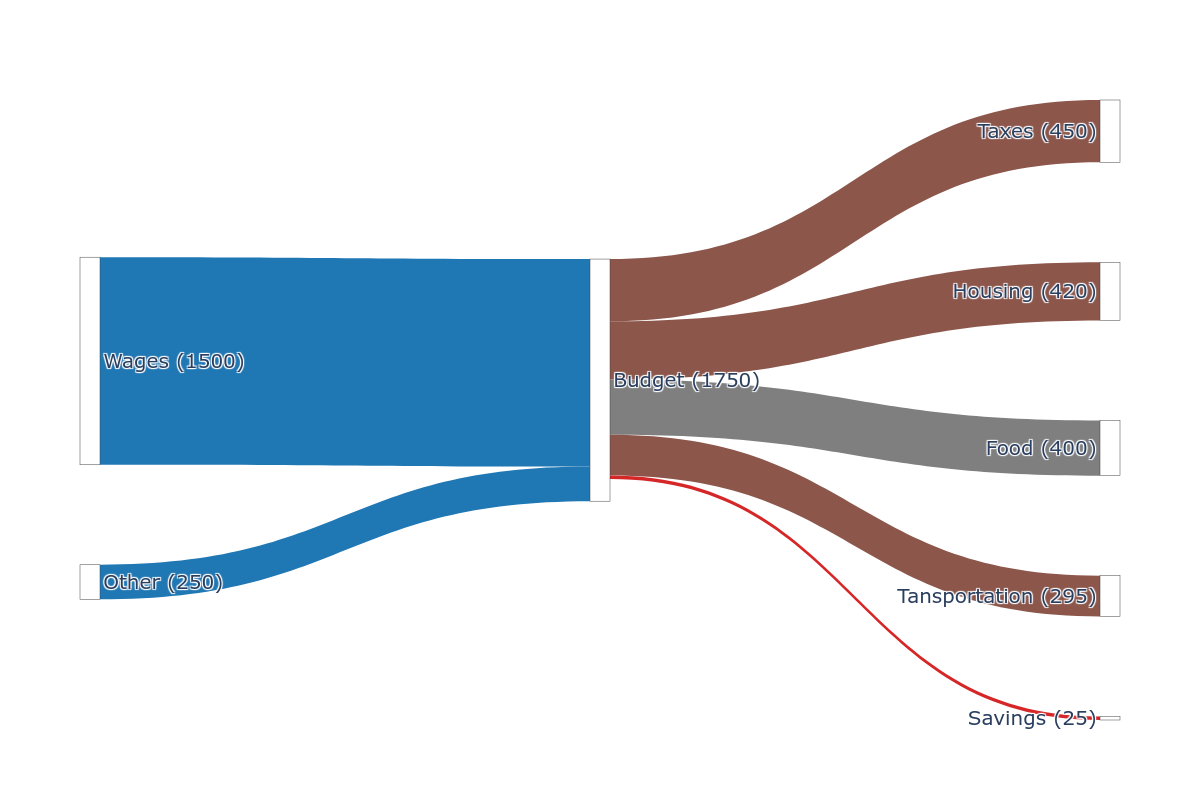 Taxes (450)
Housing (420)
Wages (1500)
Budget (1750)
Food (400)
Other (250)
Tansportation (295)
Savings (25)